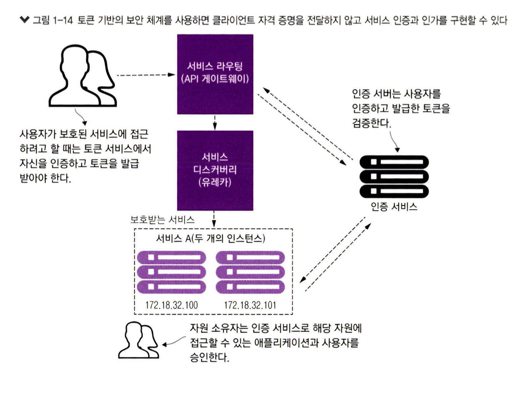 그림 1-14 토큰 기반의 보안 체계를 사용하면 클라이언트 자격 증명을 전달하지 않고 서비스 인증과 인가를 구현할 수 있다
서비스 라우팅
(API 게이트웨이)
인증 서버는 사용자를
인증하고 발급한 토큰을
검증한다.
사용자가 보호된 서비스에 접근
하려고 할 때는 토큰 서비스에서
자신을 인증하고 토큰을 발급
받아야 한다.
서비스
디스커버리
(유레카)
인증 서비스
보호받는 서비스
서비스 A(두 개의 인스턴스)
172.18.32.100
172.18.32.101
자원 소유자는 인증 서비스로 해당 자원에
접근할 수 있는 애플리케이션과 사용자를
승인한다.